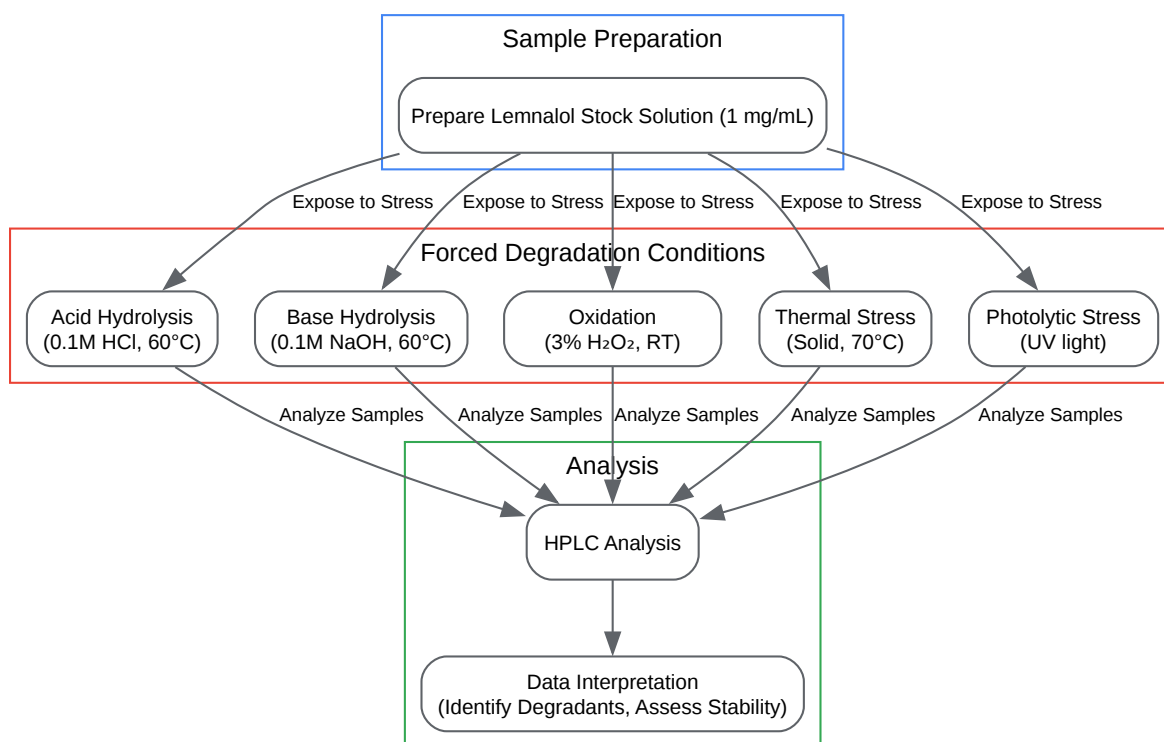 Sample Preparation
Prepare Lemnalol Stock Solution (1 mg/mL)
Expose to Stress
Expose to Stress
Expose to Stress
Expose to Stress
Expose to Stress
Forced Degradation Conditions
Acid Hydrolysis
(0.1M HCl, 60°C)
Base Hydrolysis
(0.1M NaOH, 60°C)
Oxidation
(3% H₂O₂, RT)
Thermal Stress
(Solid, 70°C)
Photolytic Stress
(UV light)
Analyze Samples
Analyze Samples
Analyze Samples
Analyze Samples
Analyze Samples
Analysis
HPLC Analysis
Data Interpretation
(Identify Degradants, Assess Stability)